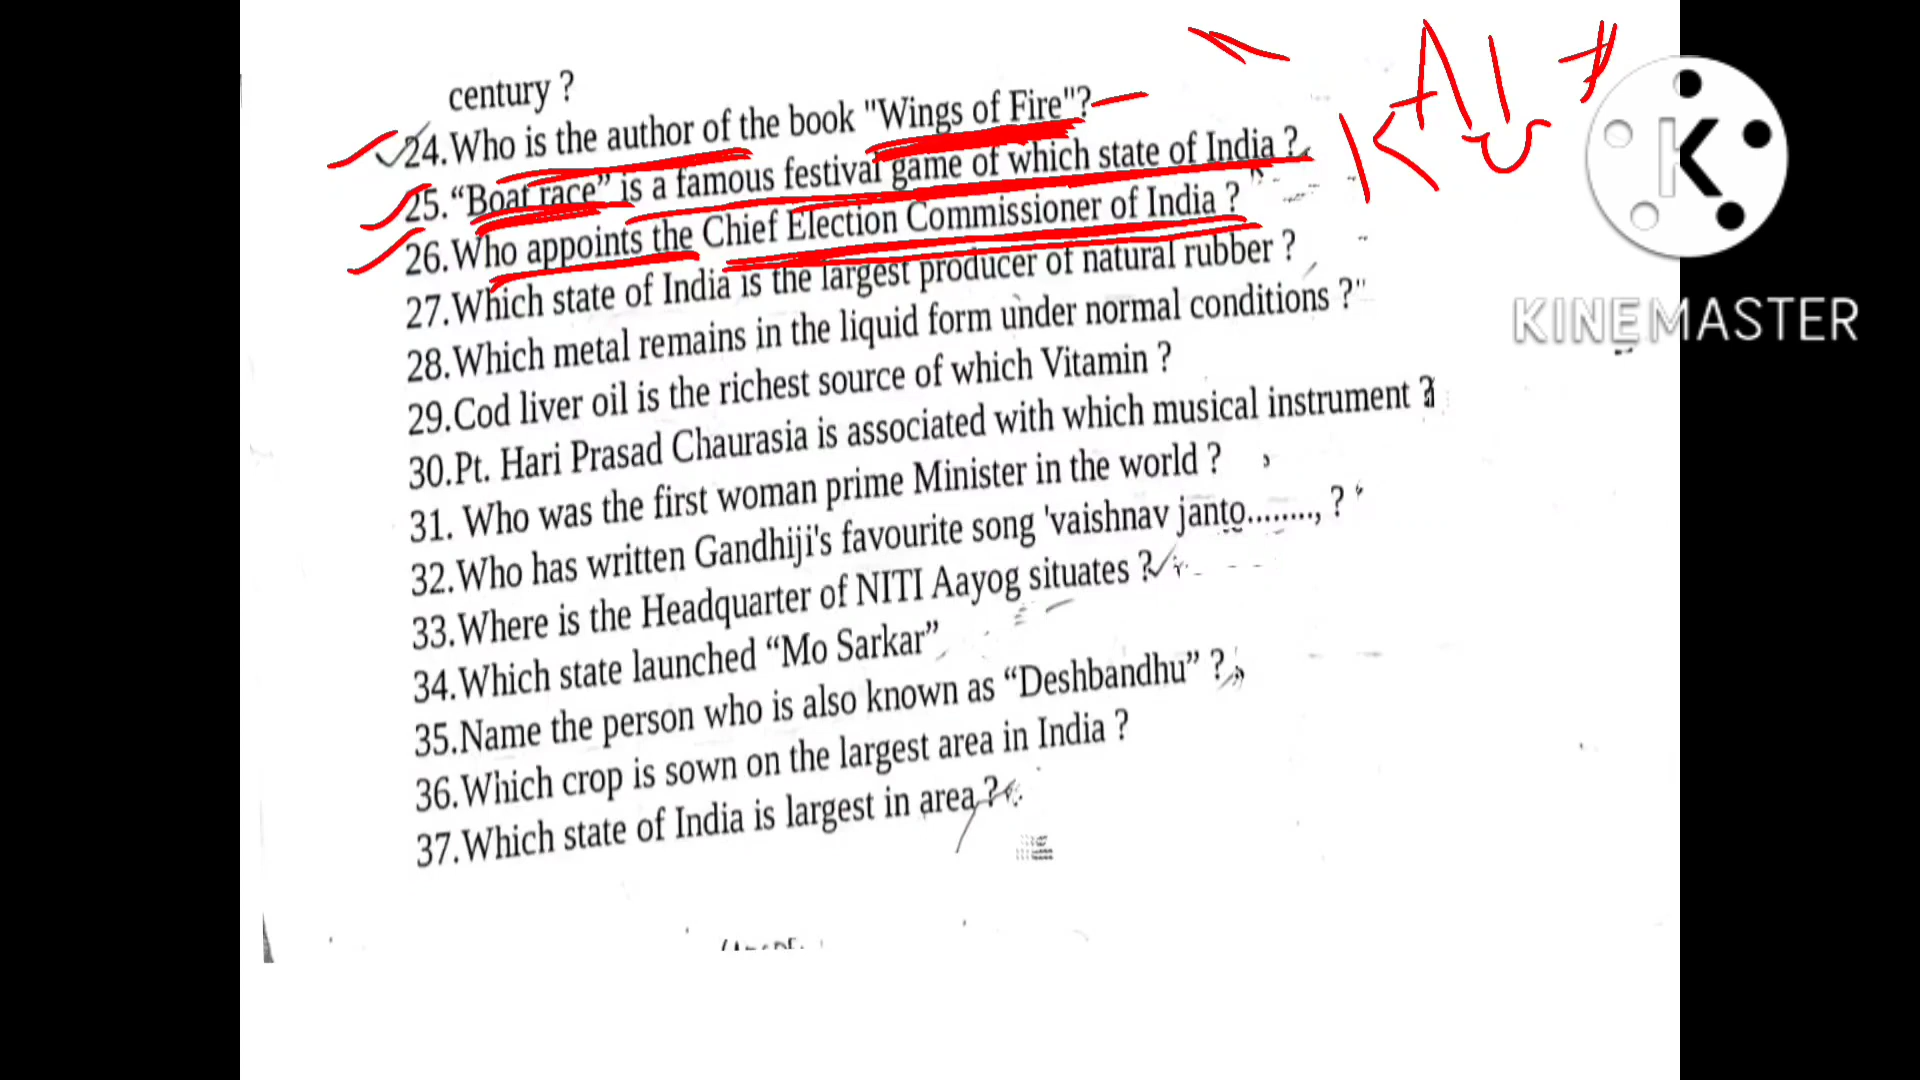 century ?
24.Who is the author of the book "Wings of Fire"?
25. “Boat race” is a famous festival game of which state of India ?
26.Who appoints the Chief Election Commissioner of India ?
27.Which state of India is the largest producer of natural rubber ?
28.Which metal remains in the liquid form under normal conditions ?"
29.Cod liver oil is the richest source of which Vitamin ?
30.Pt. Hari Prasad Chaurasia is associated with which musical instrument ?
31. Who was the first woman prime Minister in the world ?
32.Who has written Gandhiji's favourite song 'vaishnav janto........, ?
33.Where is the Headquarter of NITI Aayog situates ?
34.Which state launched “Mo Sarkar”
35.Name the person who is also known as “Deshbandhu” ?
36.Which crop is sown on the largest area in India ?
37.Which state of India is largest in area ?
K
KINEMASTER